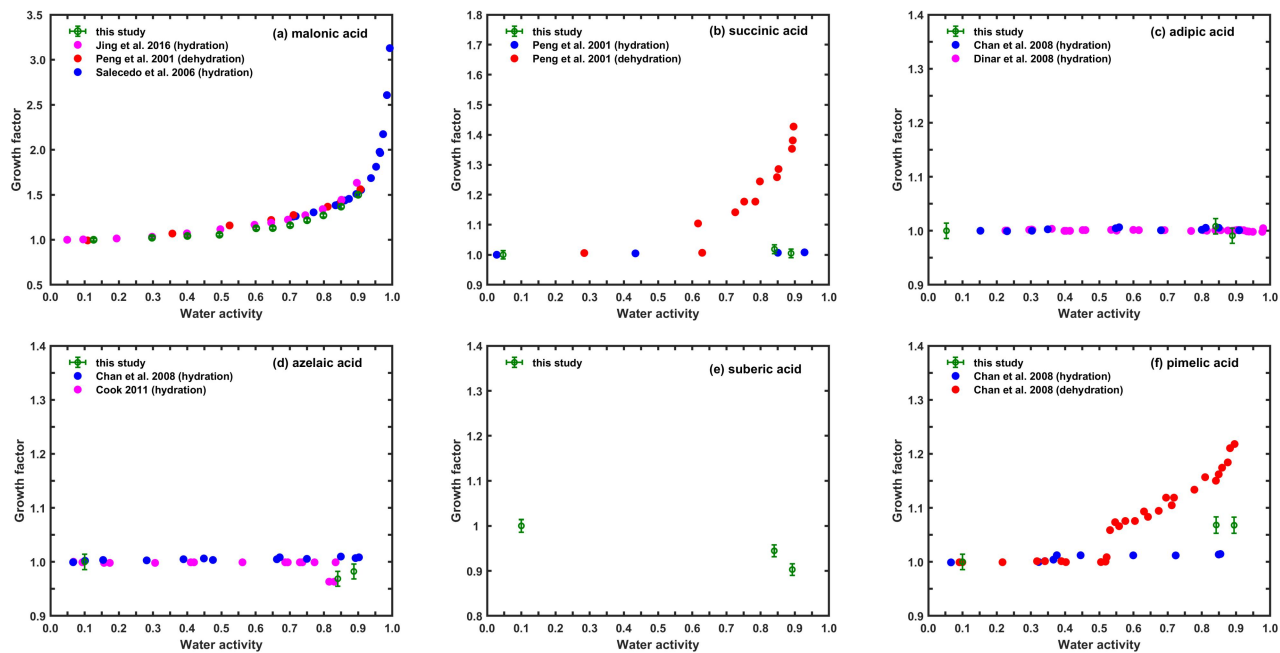 (a) malonic acid
this study
Jing et al. 2016 (hydration)
Peng et al. 2001 (dehydration)
Salecedo et al. 2006 (hydration)
Growth factor
3.5
3.0
2.5
2.0
1.5
1.0
0.5
0.0 0.1 0.2 0.3 0.4 0.5 0.6 0.7 0.8 0.9 1.0
Water activity
(b) succinic acid
this study
Peng et al. 2001 (hydration)
Peng et al. 2001 (dehydration)
Growth factor
1.8
1.7
1.6
1.5
1.4
1.3
1.2
1.1
1.0
0.9
0.0 0.1 0.2 0.3 0.4 0.5 0.6 0.7 0.8 0.9 1.0
Water activity
(c) adipic acid
this study
Chan et al. 2008 (hydration)
Dinar et al. 2008 (hydration)
Growth factor
1.4
1.3
1.2
1.1
1.0
0.9
0.0 0.1 0.2 0.3 0.4 0.5 0.6 0.7 0.8 0.9 1.0
Water activity
(d) azelaic acid
this study
Chan et al. 2008 (hydration)
Cook 2011 (hydration)
Growth factor
1.4
1.3
1.2
1.1
1.0
0.9
0.0 0.1 0.2 0.3 0.4 0.5 0.6 0.7 0.8 0.9 1.0
Water activity
this study
(e) suberic acid
Growth factor
1.4
1.3
1.2
1.1
1
0.9
0.8
0.0 0.1 0.2 0.3 0.4 0.5 0.6 0.7 0.8 0.9 1.0
Water activity
(f) pimelic acid
this study
Chan et al. 2008 (hydration)
Chan et al. 2008 (dehydration)
Growth factor
1.4
1.3
1.2
1.1
1.0
0.9
0.0 0.1 0.2 0.3 0.4 0.5 0.6 0.7 0.8 0.9 1.0
Water activity